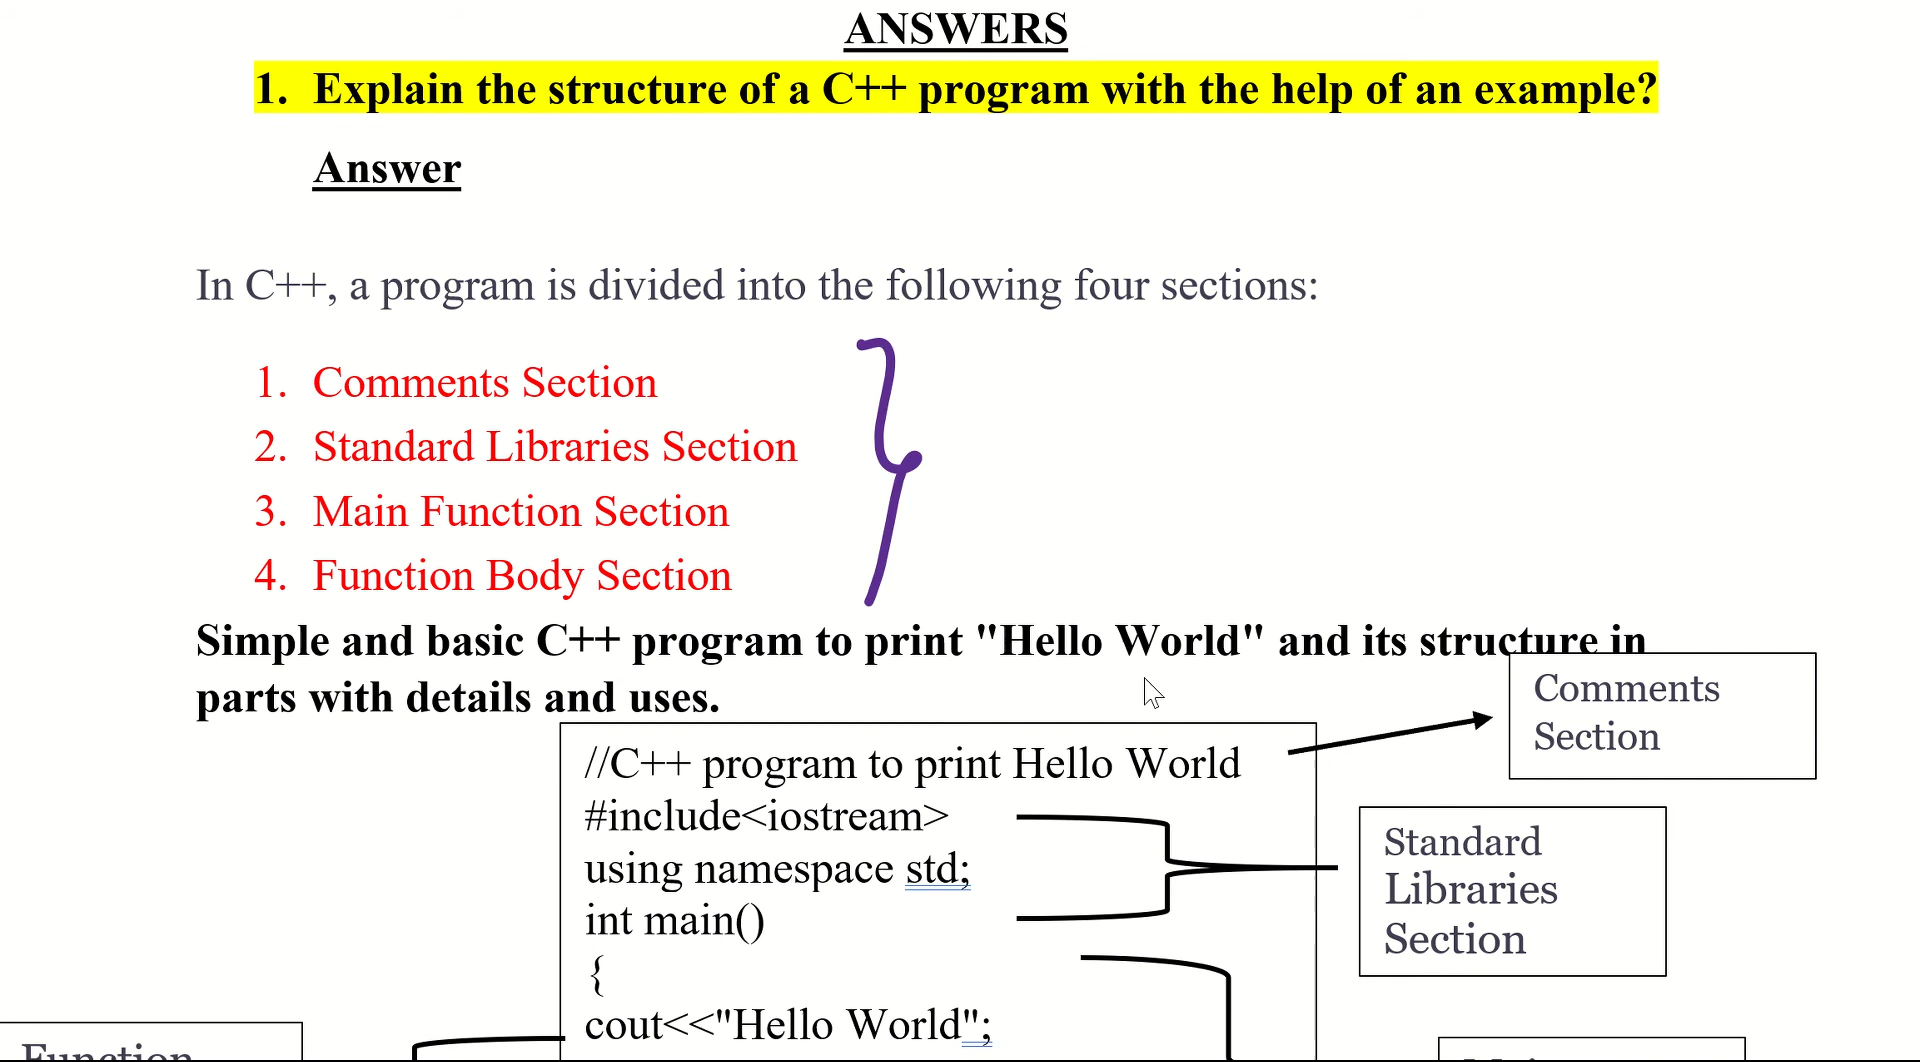 ANSWERS
1. Explain the structure of a C++ program with the help of an example?
Answer
In C++, a program is divided into the following four sections:
1. Comments Section
2. Standard Libraries Section
3. Main Function Section
4. Function Body Section
Simple and basic C++ program to print "Hello World" and its structure in
parts with details and uses.
Comments
Section
//C++ program to print Hello World
#include<iostream>
using namespace std;
int main()
{
cout<<"Hello World";
Standard
Libraries
Section
Function